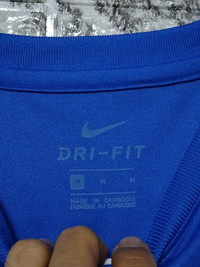 DRI-FIT
M M M
MADE IN CAMBODIA
FABRIQUÉ AU CAMBODGE